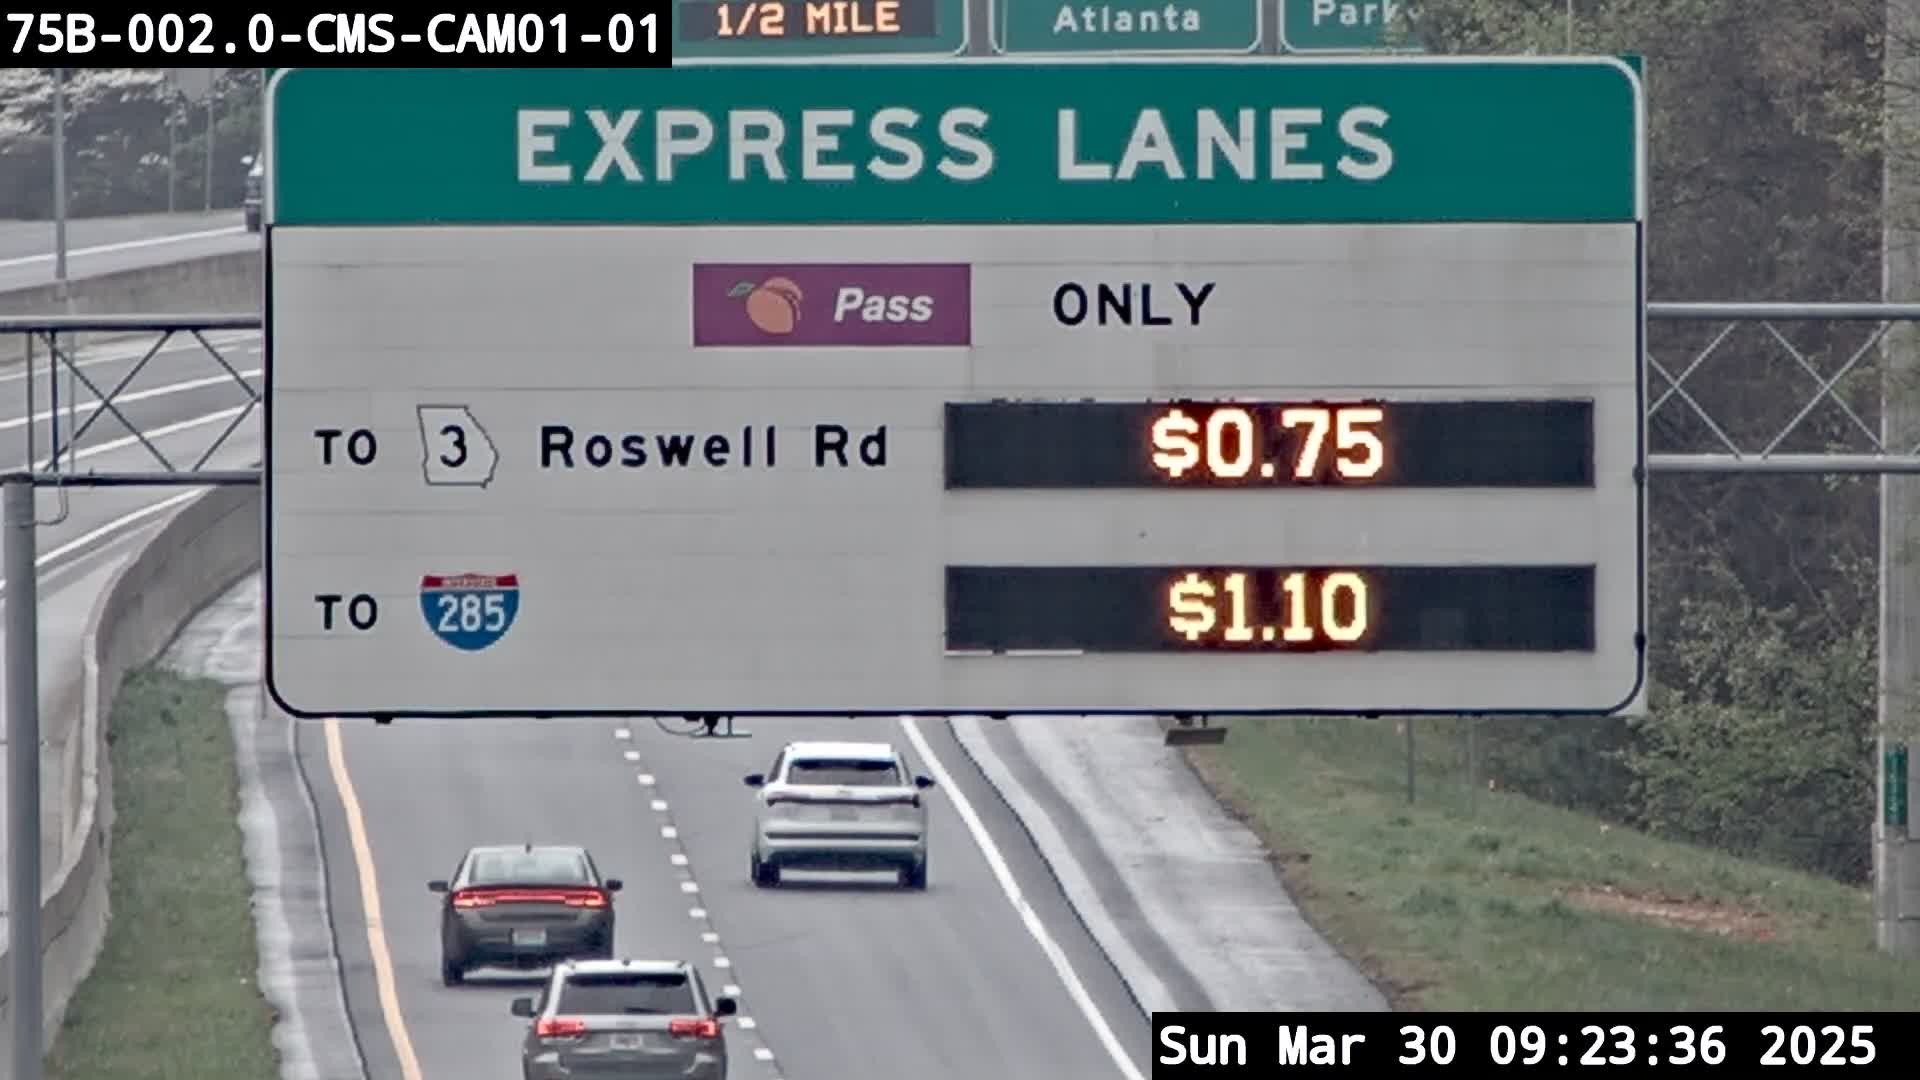 75B-002.0-CMS-CAM01-01
1/2 MILE
Atlanta
EXPRESS LANES
Pass ONLY
TO 3 Roswell Rd $0.75
TO 285 $1.10
Sun Mar 30 09:23:36 2025